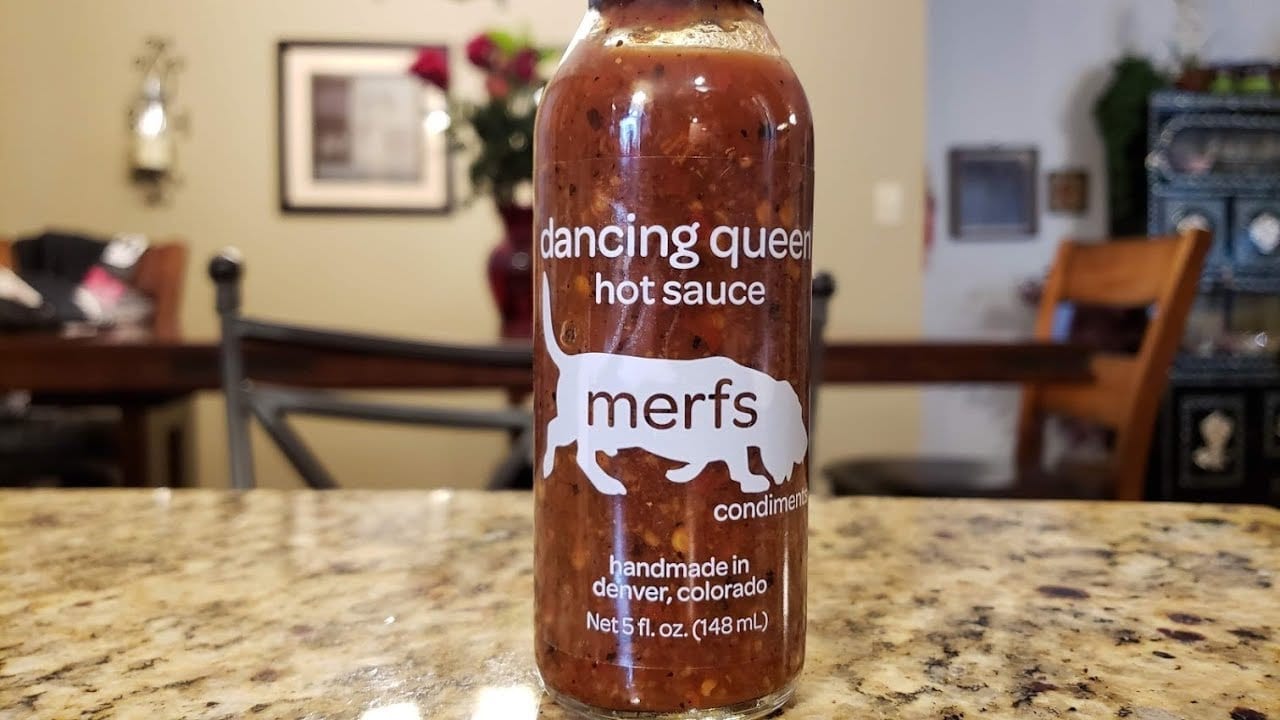 dancing queen
hot sauce
merfs
condiments
handmade in
denver, colorado
Net 5 fl. oz. (148 mL)